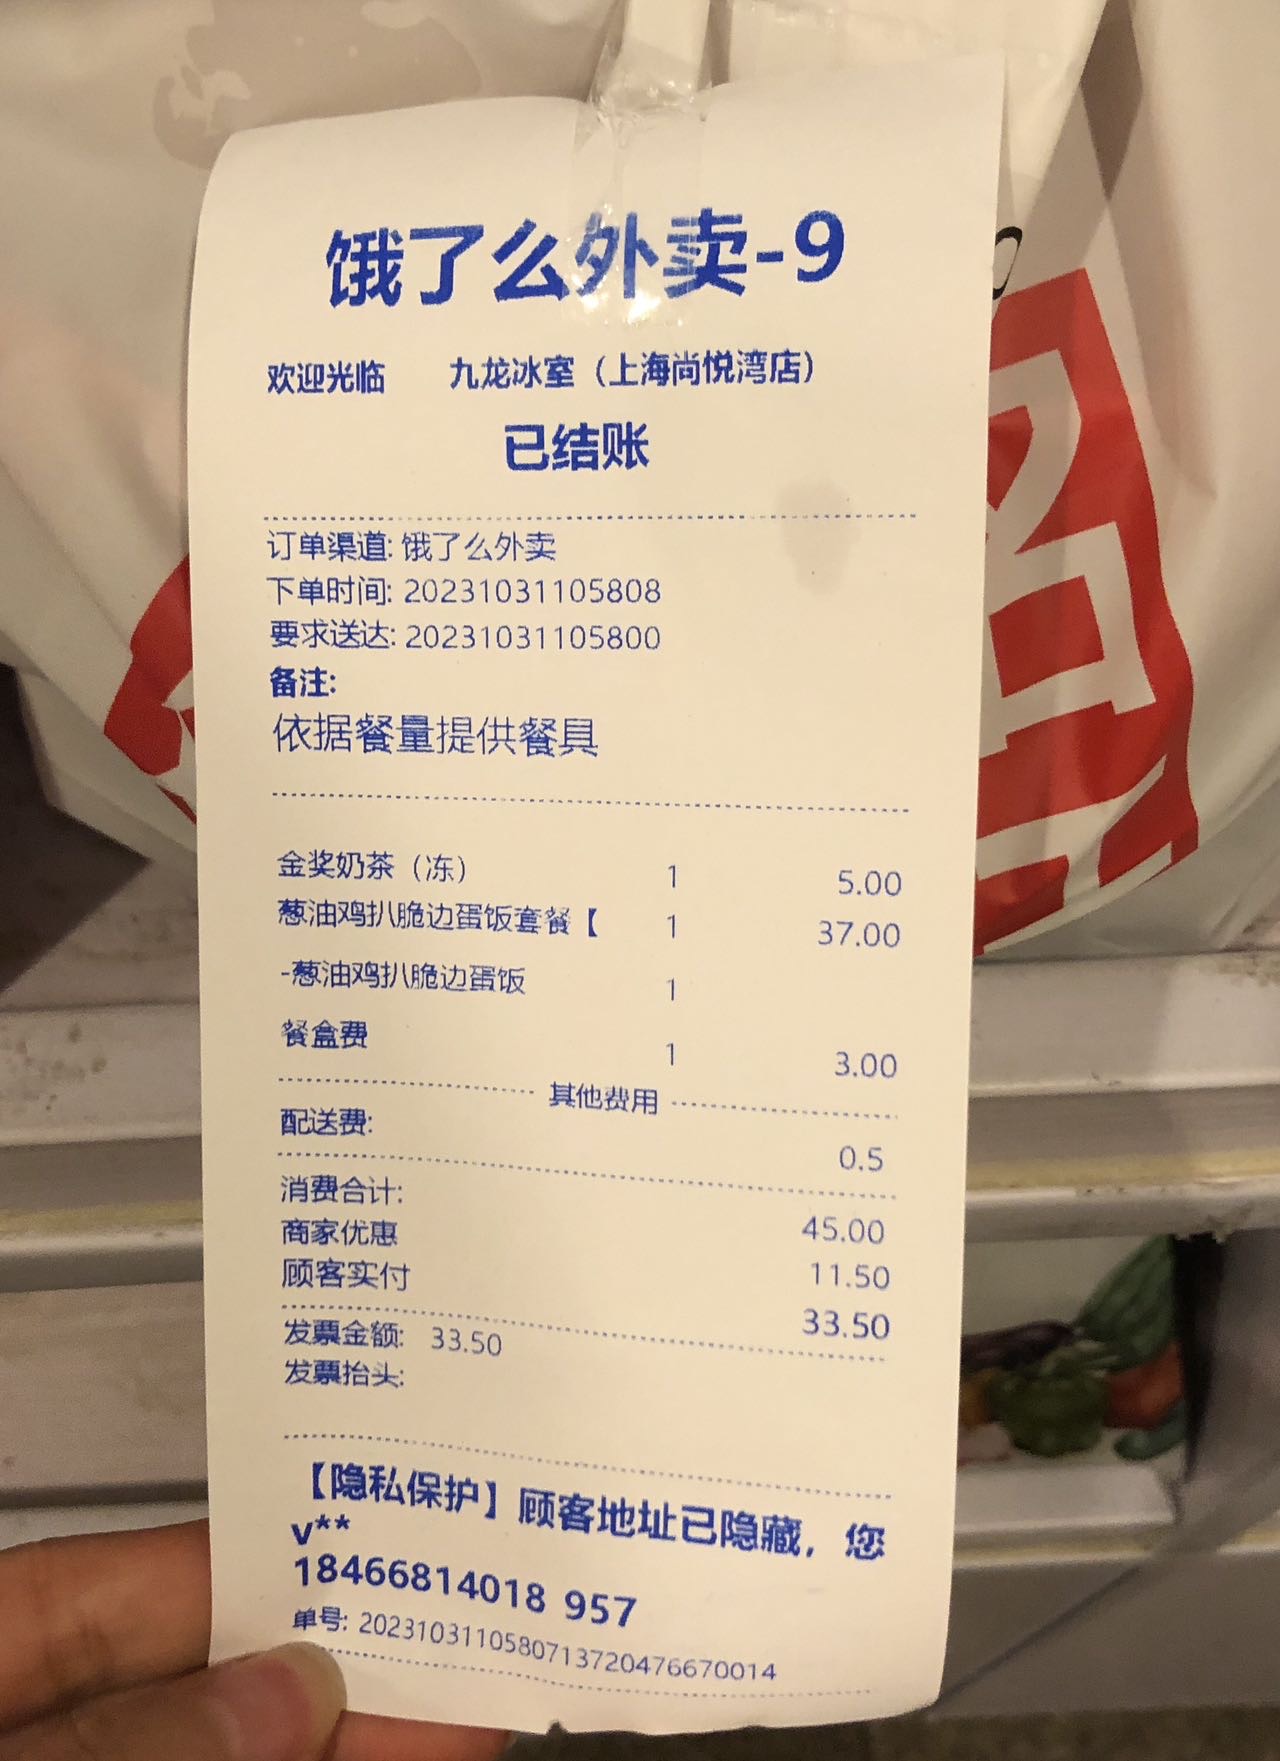 饿了么外卖-9
欢迎光临 九龙冰室（上海尚悦湾店）
已结账
订单渠道: 饿了么外卖
下单时间: 20231031105808
要求送达: 20231031105800
备注:
依据餐量提供餐具
金奖奶茶（冻） 1 5.00
葱油鸡扒脆边蛋饭套餐【 1 37.00
-葱油鸡扒脆边蛋饭 1
餐盒费 1 3.00
其他费用
配送费: 0.5
消费合计: 45.00
商家优惠 11.50
顾客实付 33.50
发票金额: 33.50
发票抬头:
【隐私保护】顾客地址已隐藏，您
v**
18466814018 957
单号: 2023103110580713720476670014